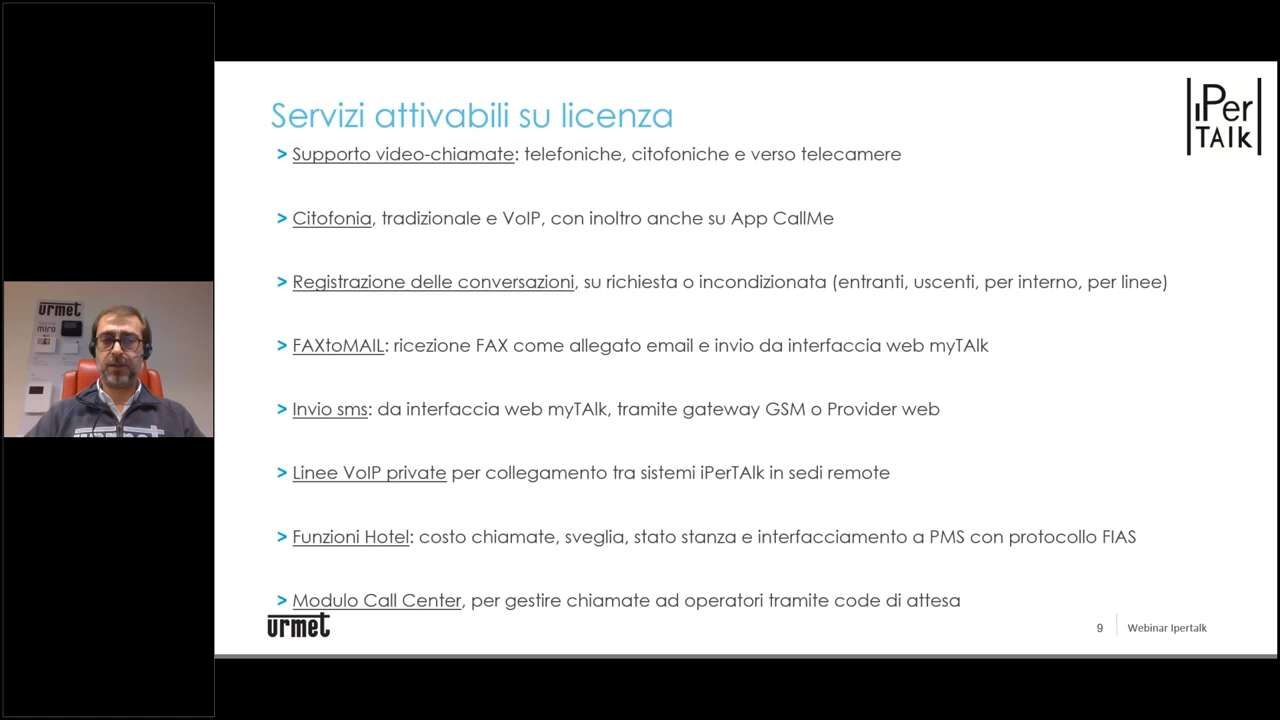 Servizi attivabili su licenza
iPer
TAlk
> Supporto video-chiamate: telefoniche, citofoniche e verso telecamere
> Citofonia, tradizionale e VoIP, con inoltro anche su App CallMe
> Registrazione delle conversazioni, su richiesta o incondizionata (entranti, uscenti, per interno, per linee)
> FAXtoMAIL: ricezione FAX come allegato email e invio da interfaccia web myTAlk
> Invio sms: da interfaccia web myTAlk, tramite gateway GSM o Provider web
> Linee VoIP private per collegamento tra sistemi iPerTAlk in sedi remote
> Funzioni Hotel: costo chiamate, sveglia, stato stanza e interfacciamento a PMS con protocollo FIAS
> Modulo Call Center, per gestire chiamate ad operatori tramite code di attesa
urmet
9
Webinar Ipertalk
urmet
miro